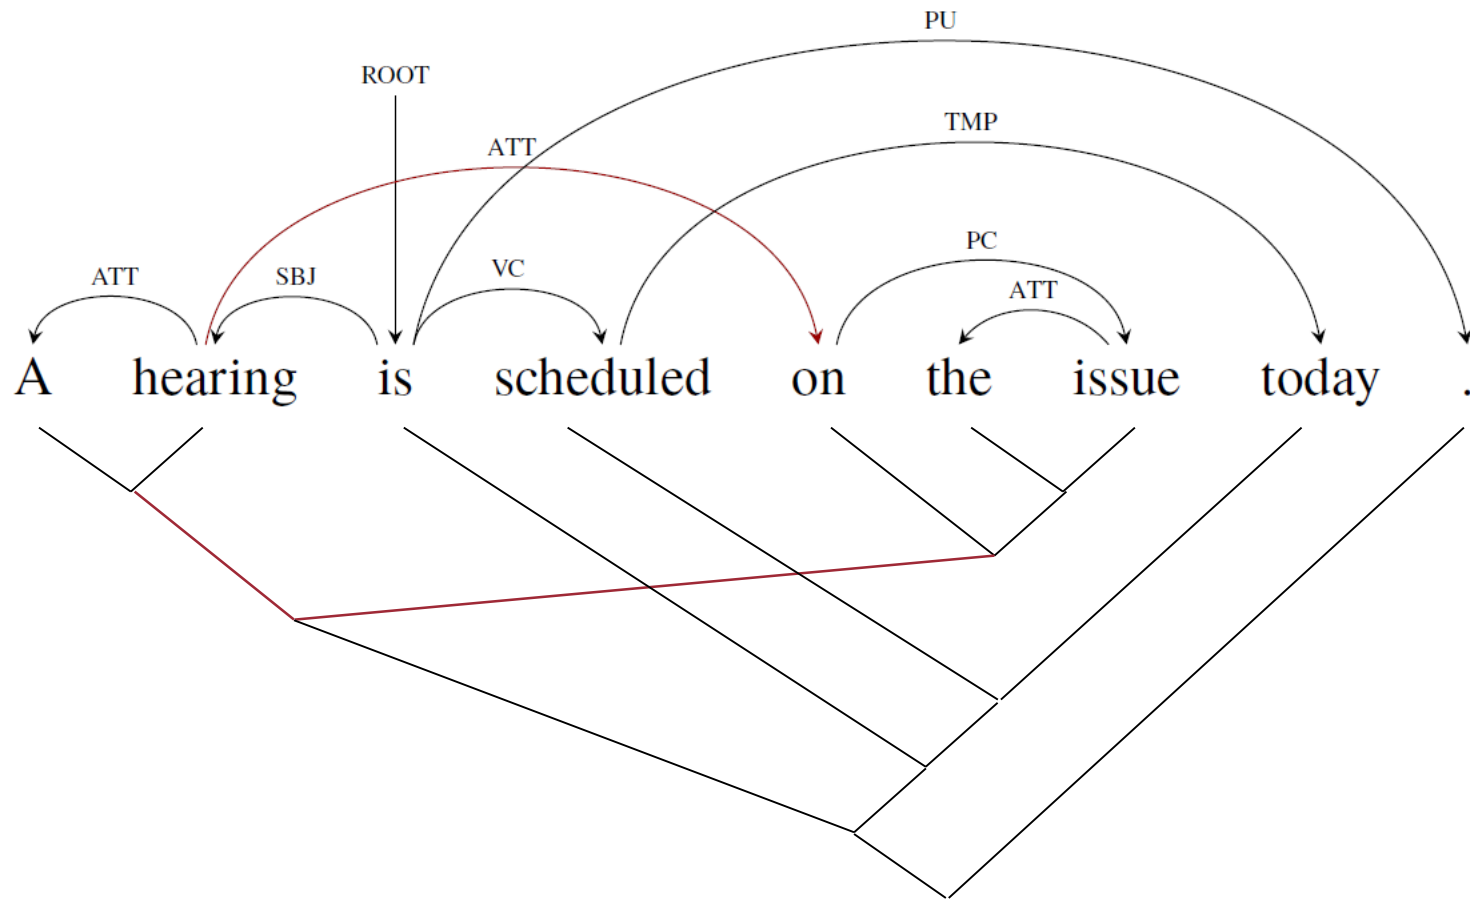 PU
ROOT
TMP
ATT
PC
VC
ATT SBJ
ATT
A hearing is scheduled on the issue today .